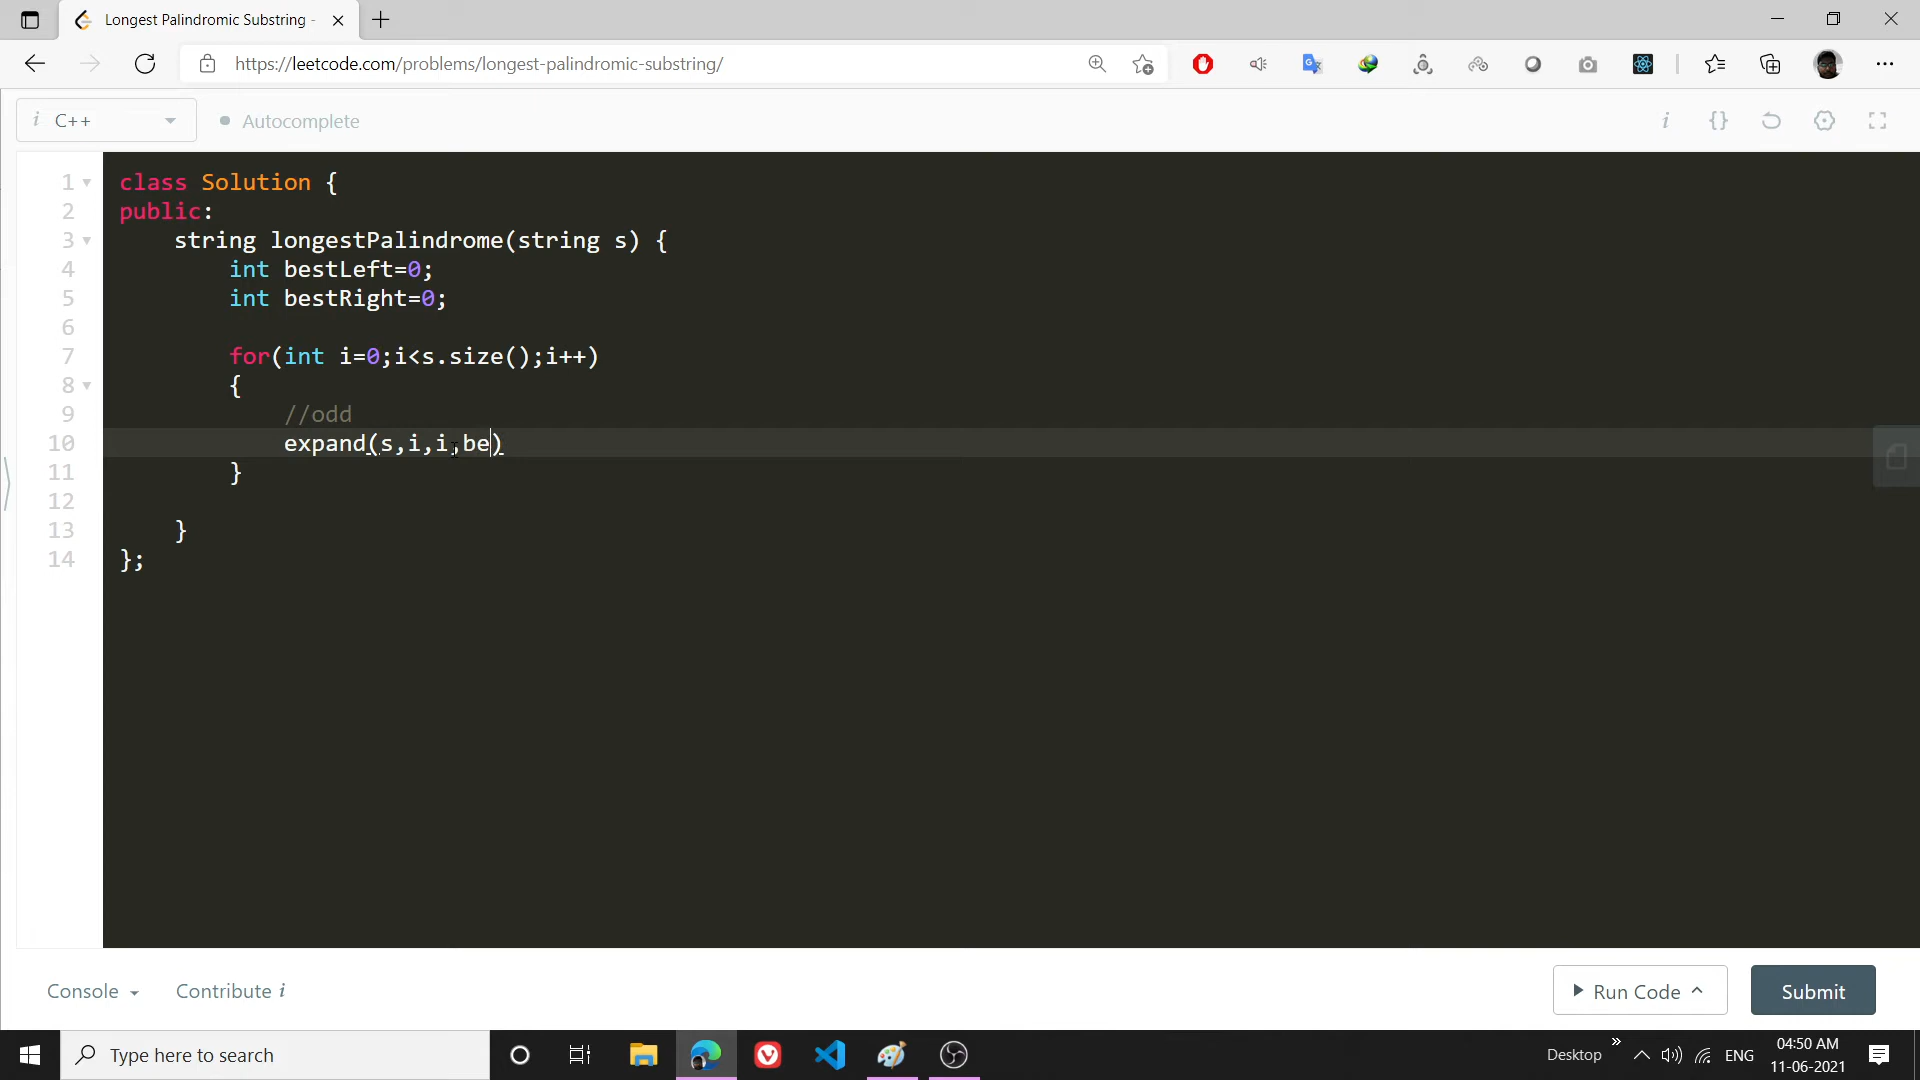 Longest Palindromic Substring -
https://leetcode.com/problems/longest-palindromic-substring/
i C++ Autocomplete i {}
1 class Solution {
2 public:
3 string longestPalindrome(string s) {
4 int bestLeft=0;
5 int bestRight=0;
6
7 for(int i=0;i<s.size();i++)
8 {
9 //odd
10 expand(s,i,i,be)
11 }
12
13 }
14 };
Console Contribute i Run Code Submit
Type here to search Desktop » ENG 04:50 AM
11-06-2021